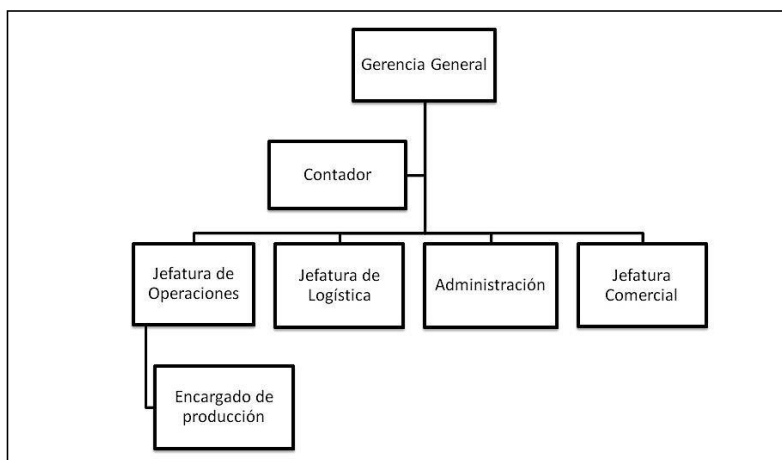 Gerencia General
Contador
Jefatura de
Operaciones
Jefatura de
Logística
Administración
Jefatura
Comercial
Encargado de
producción